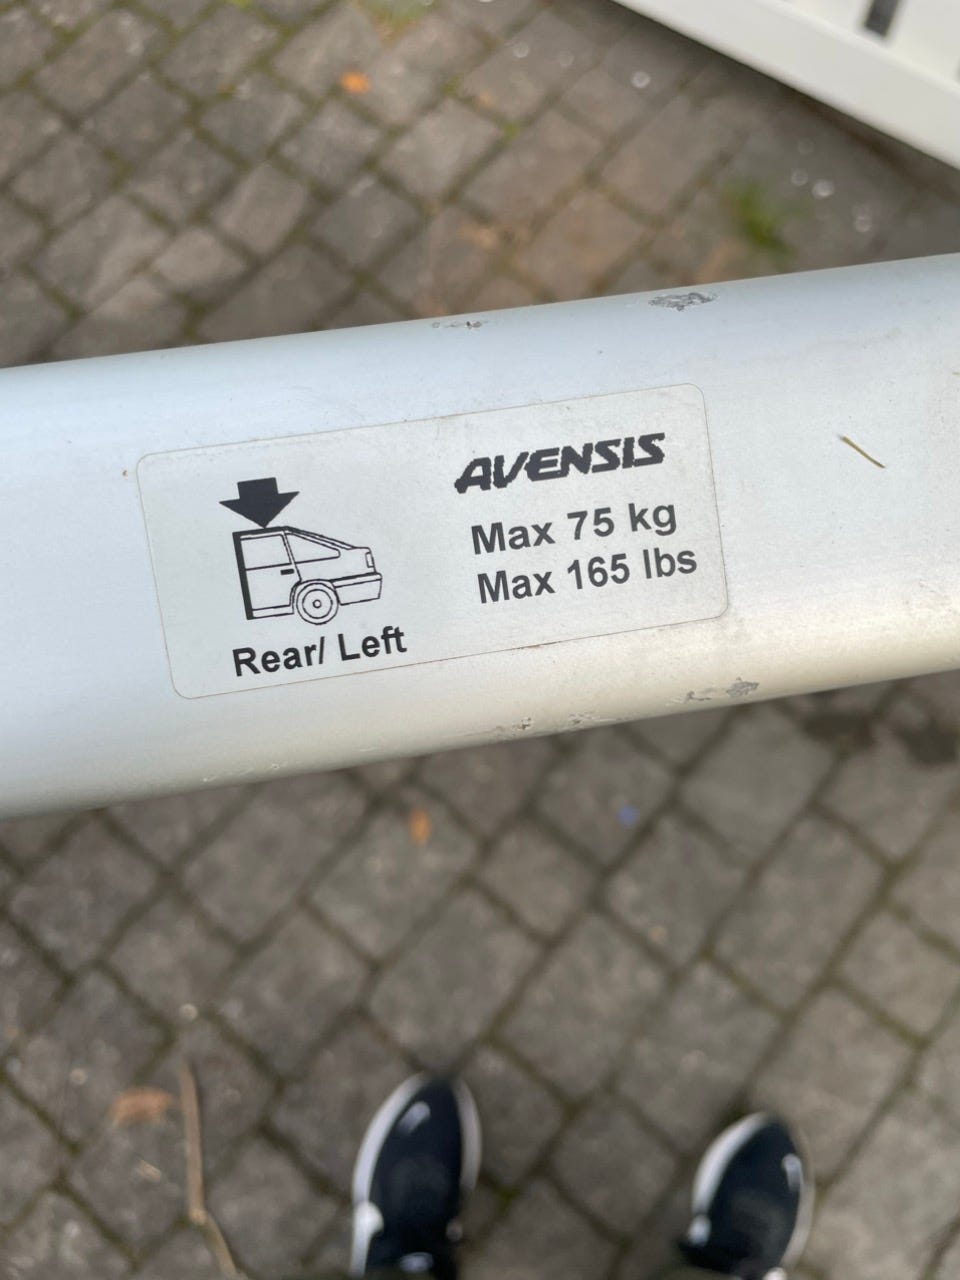 AVENSIS
Max 75 kg
Max 165 lbs
Rear/ Left